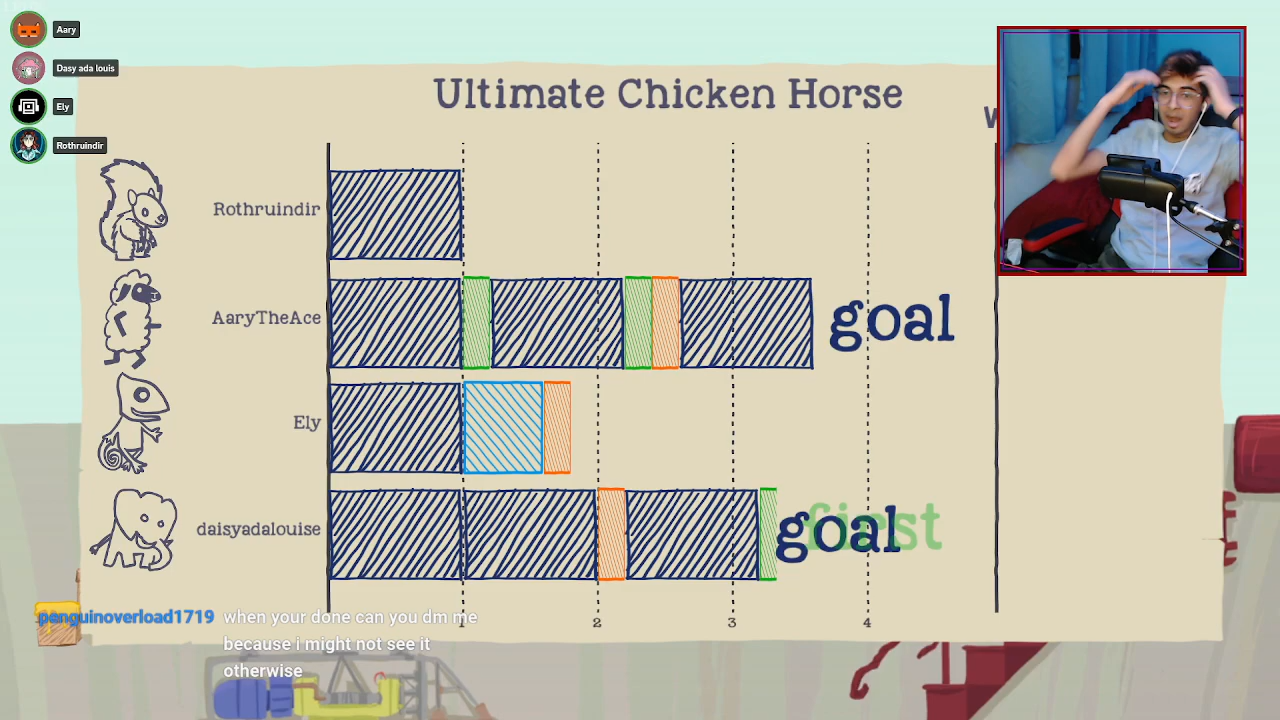 Aary
Dasy ada louis
Ely
Rothruindir
Ultimate Chicken Horse
W
Rothruindir
AaryTheAce
goal
Ely
daisyadalouise
goal
first
1
2
3
4
penguinoverload1719 when your done can you dm me
because i might not see it
otherwise